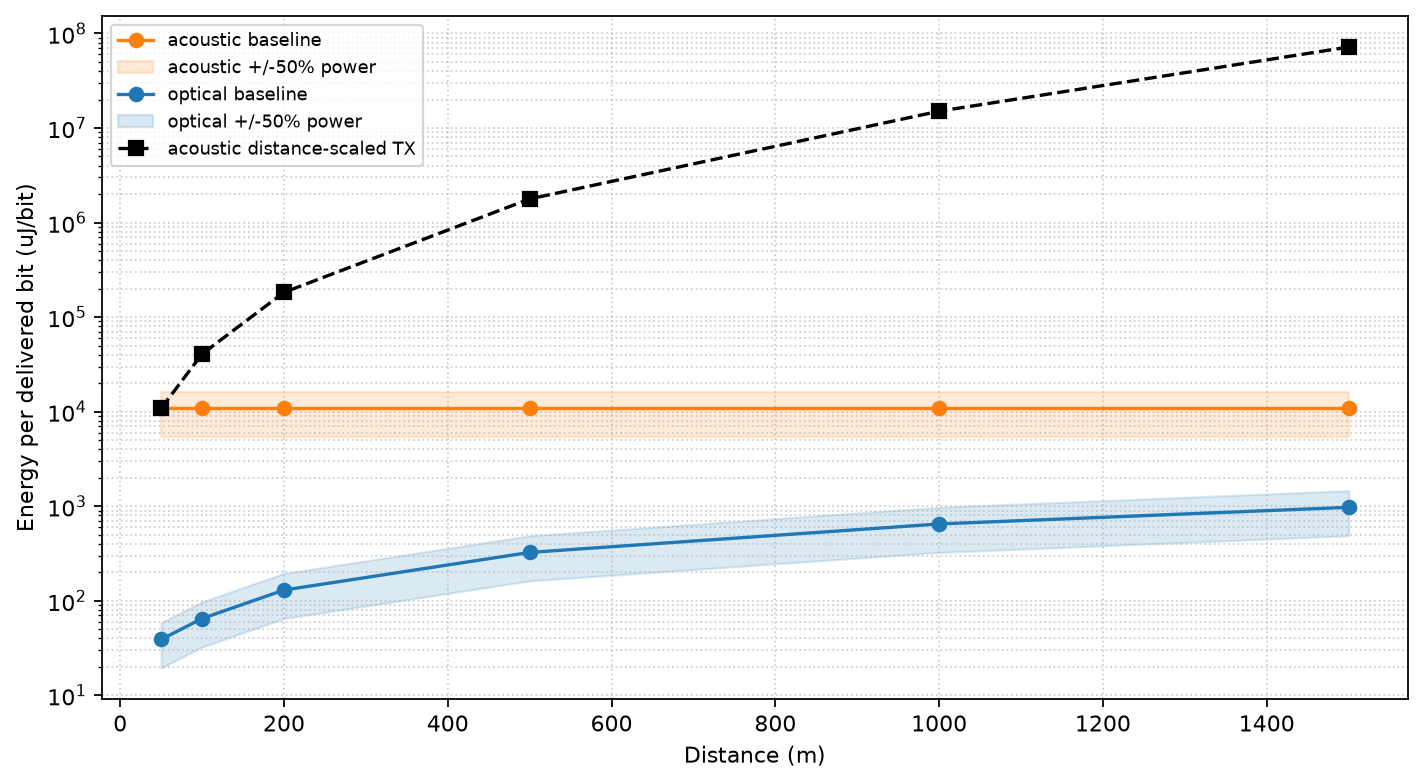 acoustic baseline
acoustic +/-50% power
optical baseline
optical +/-50% power
acoustic distance-scaled TX
Energy per delivered bit (uJ/bit)
10⁸
10⁷
10⁶
10⁵
10⁴
10³
10²
10¹
0 200 400 600 800 1000 1200 1400
Distance (m)